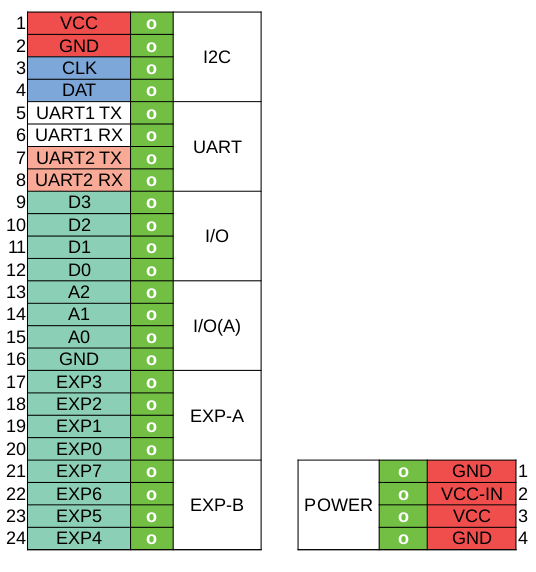 1 VCC o
2 GND o
I2C
3 CLK o
4 DAT o
5 UART1 TX o
6 UART1 RX o
UART
7 UART2 TX o
8 UART2 RX o
9 D3 o
10 D2 o
I/O
11 D1 o
12 D0 o
13 A2 o
14 A1 o
I/O(A)
15 A0 o
16 GND o
17 EXP3 o
18 EXP2 o
EXP-A
19 EXP1 o
20 EXP0 o
21 EXP7 o
22 EXP6 o
EXP-B
23 EXP5 o
24 EXP4 o
o GND 1
o VCC-IN 2
POWER
o VCC 3
o GND 4